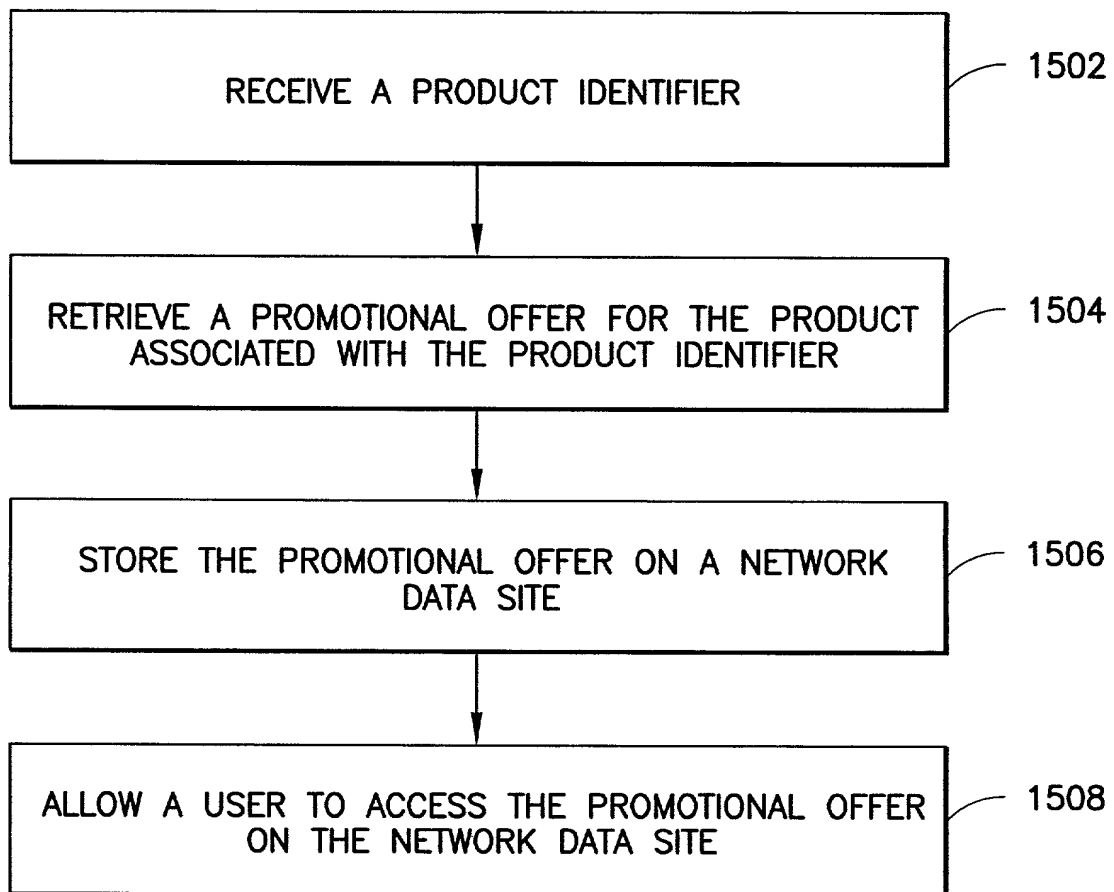 RECEIVE A PRODUCT IDENTIFIER
1502
RETRIEVE A PROMOTIONAL OFFER FOR THE PRODUCT
ASSOCIATED WITH THE PRODUCT IDENTIFIER
1504
STORE THE PROMOTIONAL OFFER ON A NETWORK
DATA SITE
1506
ALLOW A USER TO ACCESS THE PROMOTIONAL OFFER
ON THE NETWORK DATA SITE
1508